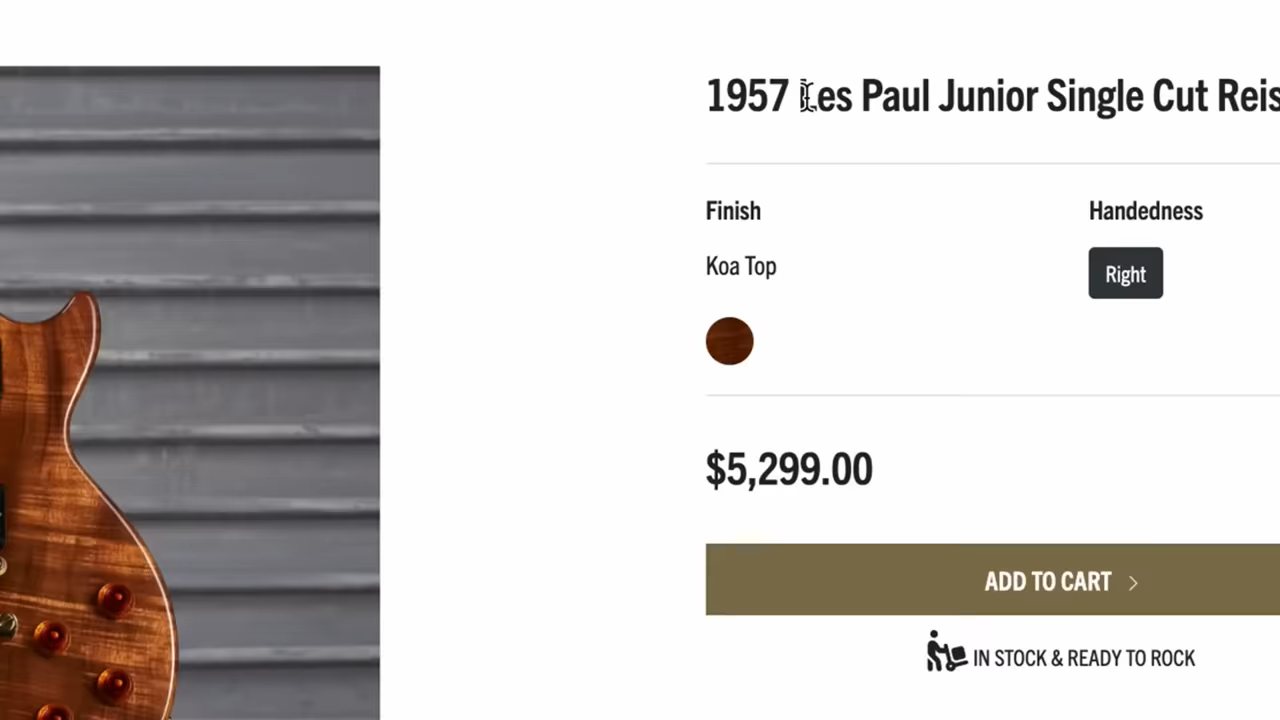 1957 Les Paul Junior Single Cut Reis
Finish
Handedness
Koa Top
Right
$5,299.00
ADD TO CART
IN STOCK & READY TO ROCK